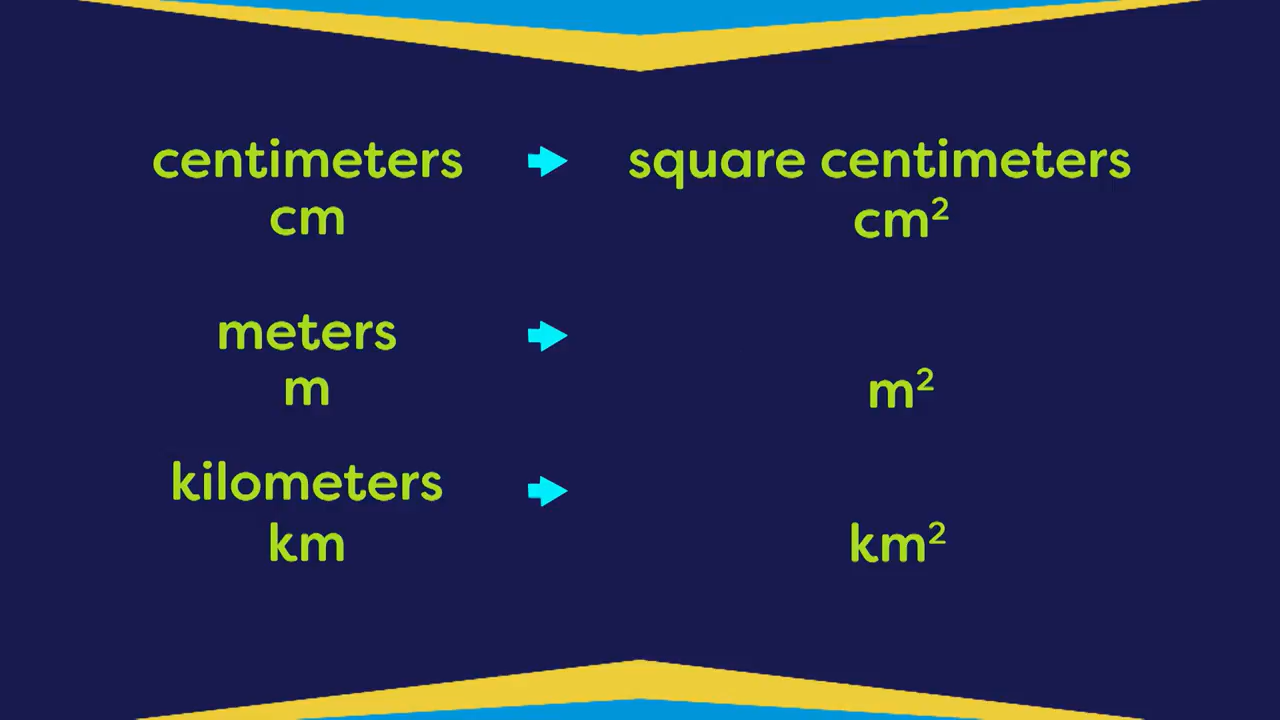 centimeters → square centimeters
cm cm²
meters →
m m²
kilometers →
km km²